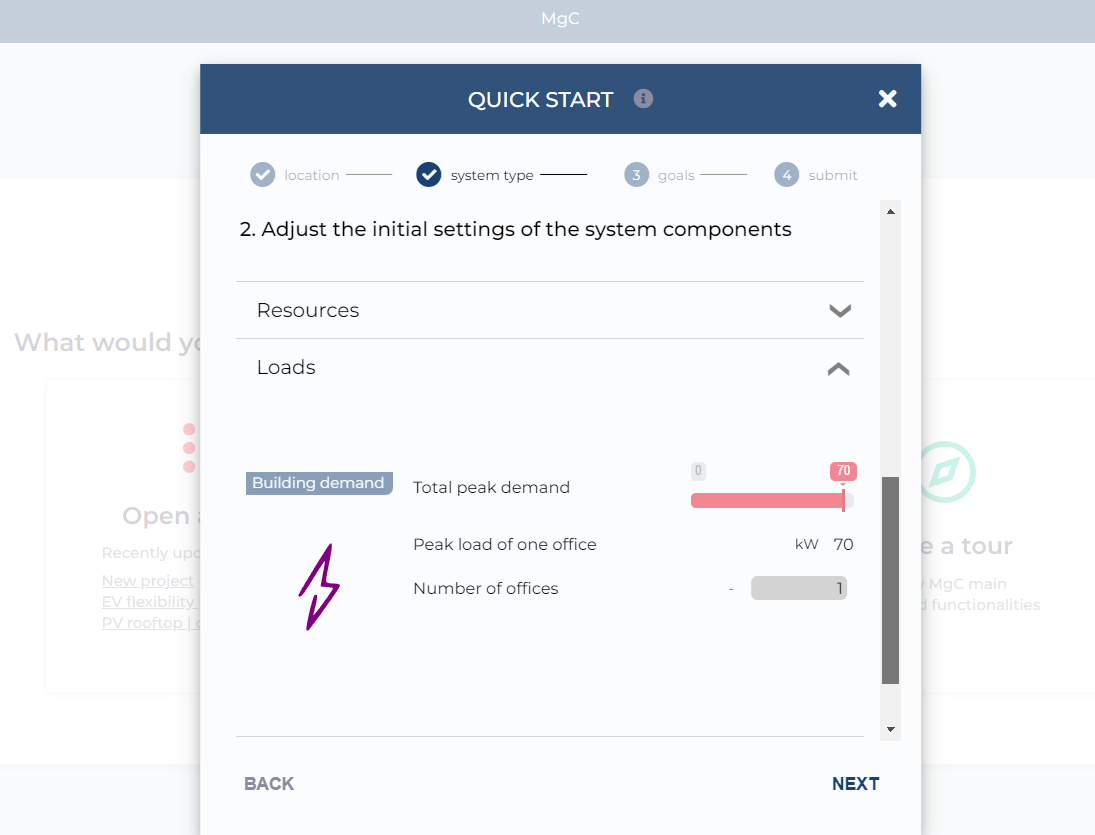 MgC
QUICK START
location
system type
3 goals
4 submit
2. Adjust the initial settings of the system components
Resources
Loads
What would
0
70
Building demand
Total peak demand
Peak load of one office
kW 70
Number of offices
- 1
Open
Recently
New project
EV flexibility
PV rooftop |
a tour
MgC main
functionalities
BACK
NEXT